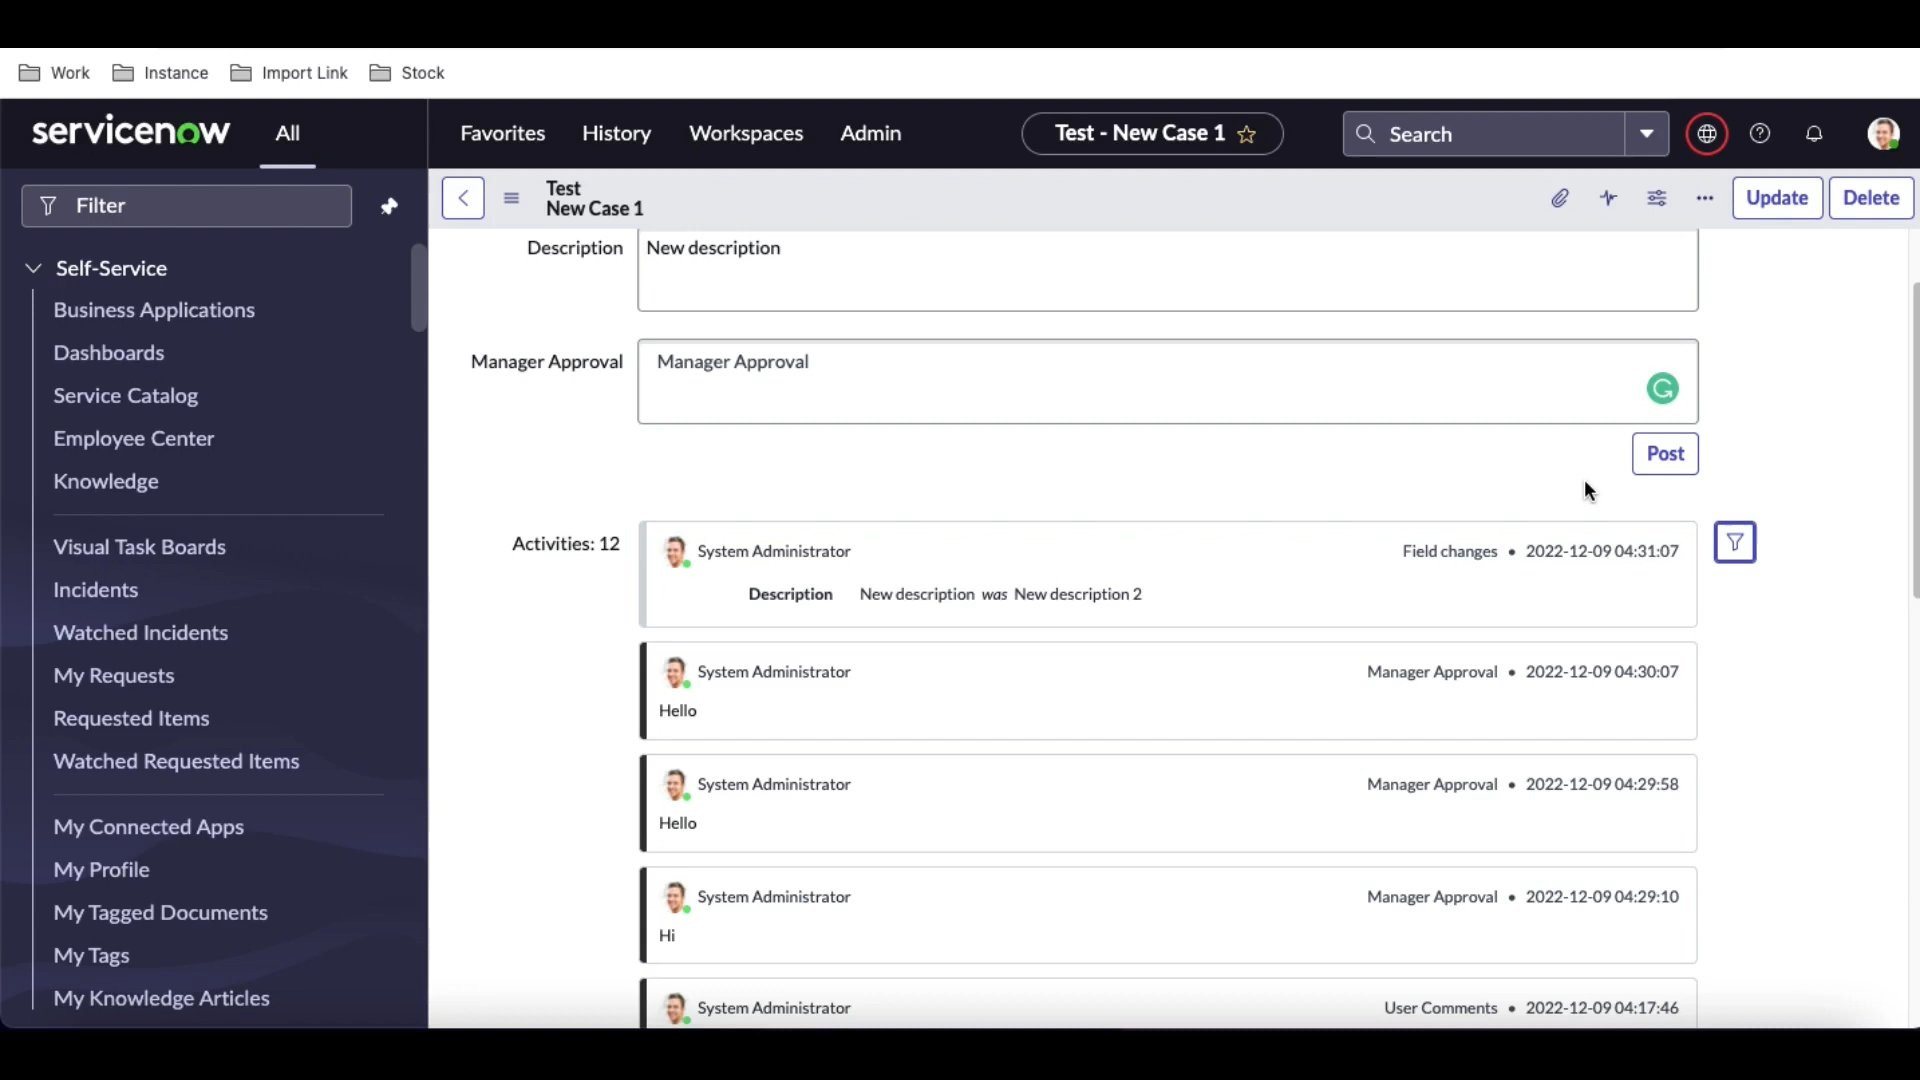 Work Instance Import Link Stock
servicenow All Favorites History Workspaces Admin Test - New Case 1 Search
Filter
Test
New Case 1
Update Delete
Self-Service
Business Applications
Dashboards
Service Catalog
Employee Center
Knowledge
Visual Task Boards
Incidents
Watched Incidents
My Requests
Requested Items
Watched Requested Items
My Connected Apps
My Profile
My Tagged Documents
My Tags
My Knowledge Articles
Description New description
Manager Approval Manager Approval
Post
Activities: 12
System Administrator Field changes • 2022-12-09 04:31:07
Description New description was New description 2
System Administrator Manager Approval • 2022-12-09 04:30:07
Hello
System Administrator Manager Approval • 2022-12-09 04:29:58
Hello
System Administrator Manager Approval • 2022-12-09 04:29:10
Hi
System Administrator User Comments • 2022-12-09 04:17:46